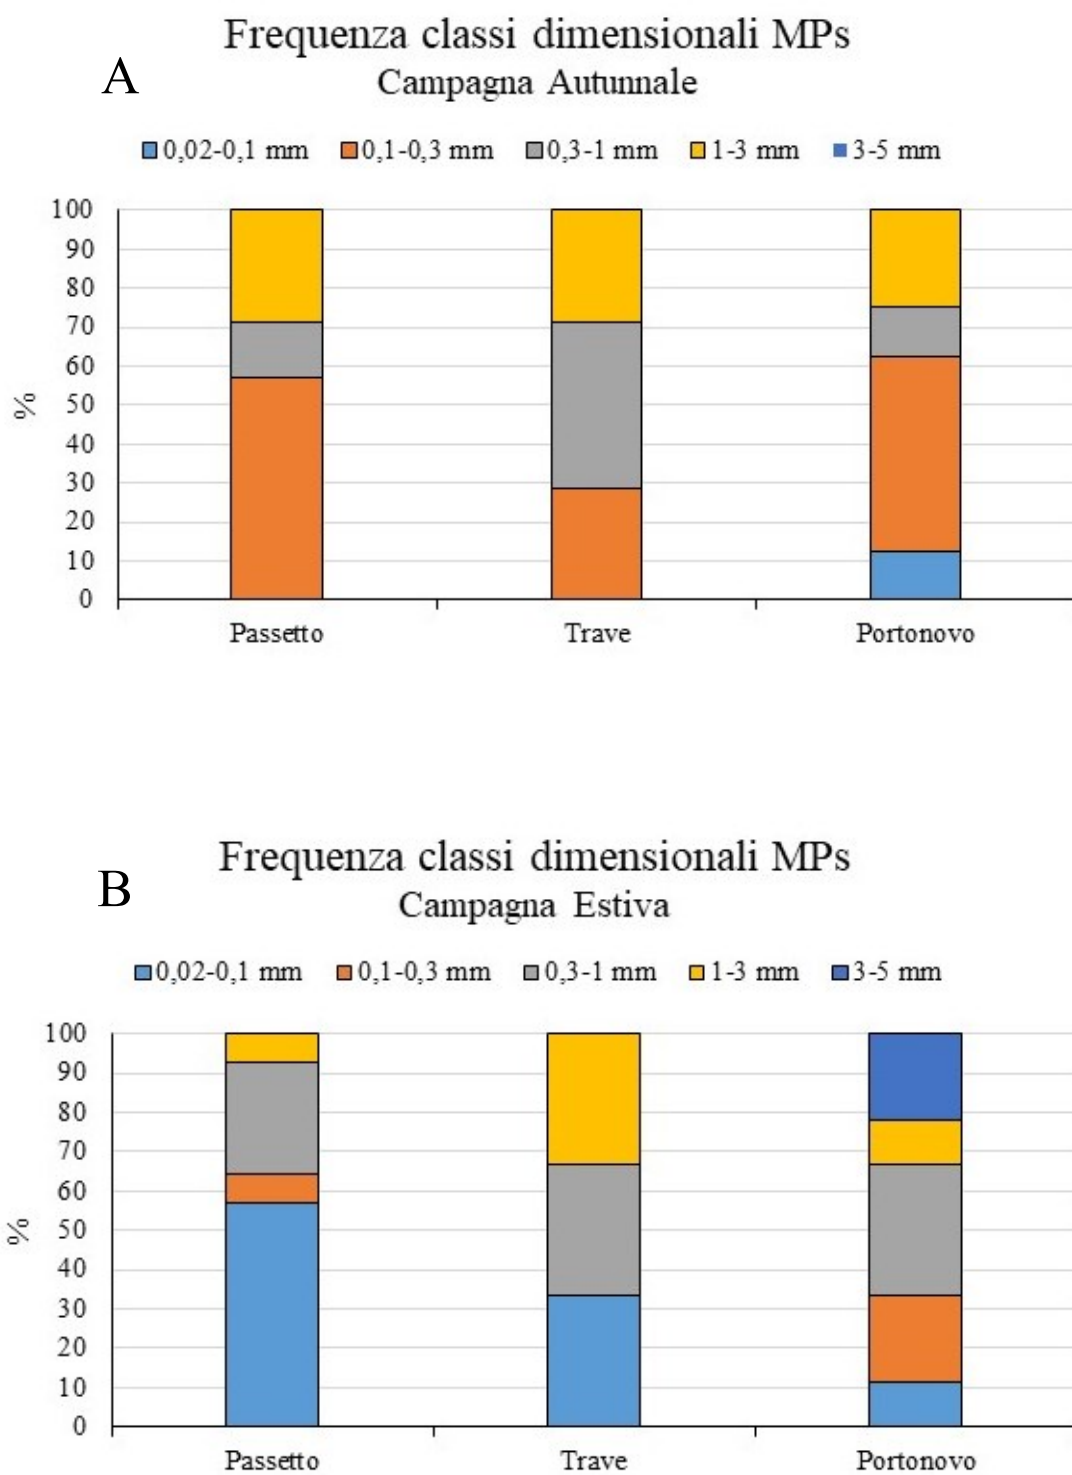 Frequenza classi dimensionali MPs
A
Campagna Autunnale
0,02-0,1 mm 0,1-0,3 mm 0,3-1 mm 1-3 mm 3-5 mm
100
90
80
70
60
50
40
30
20
10
0
%
Passetto Trave Portonovo
Frequenza classi dimensionali MPs
B
Campagna Estiva
0,02-0,1 mm 0,1-0,3 mm 0,3-1 mm 1-3 mm 3-5 mm
100
90
80
70
60
50
40
30
20
10
0
%
Passetto Trave Portonovo